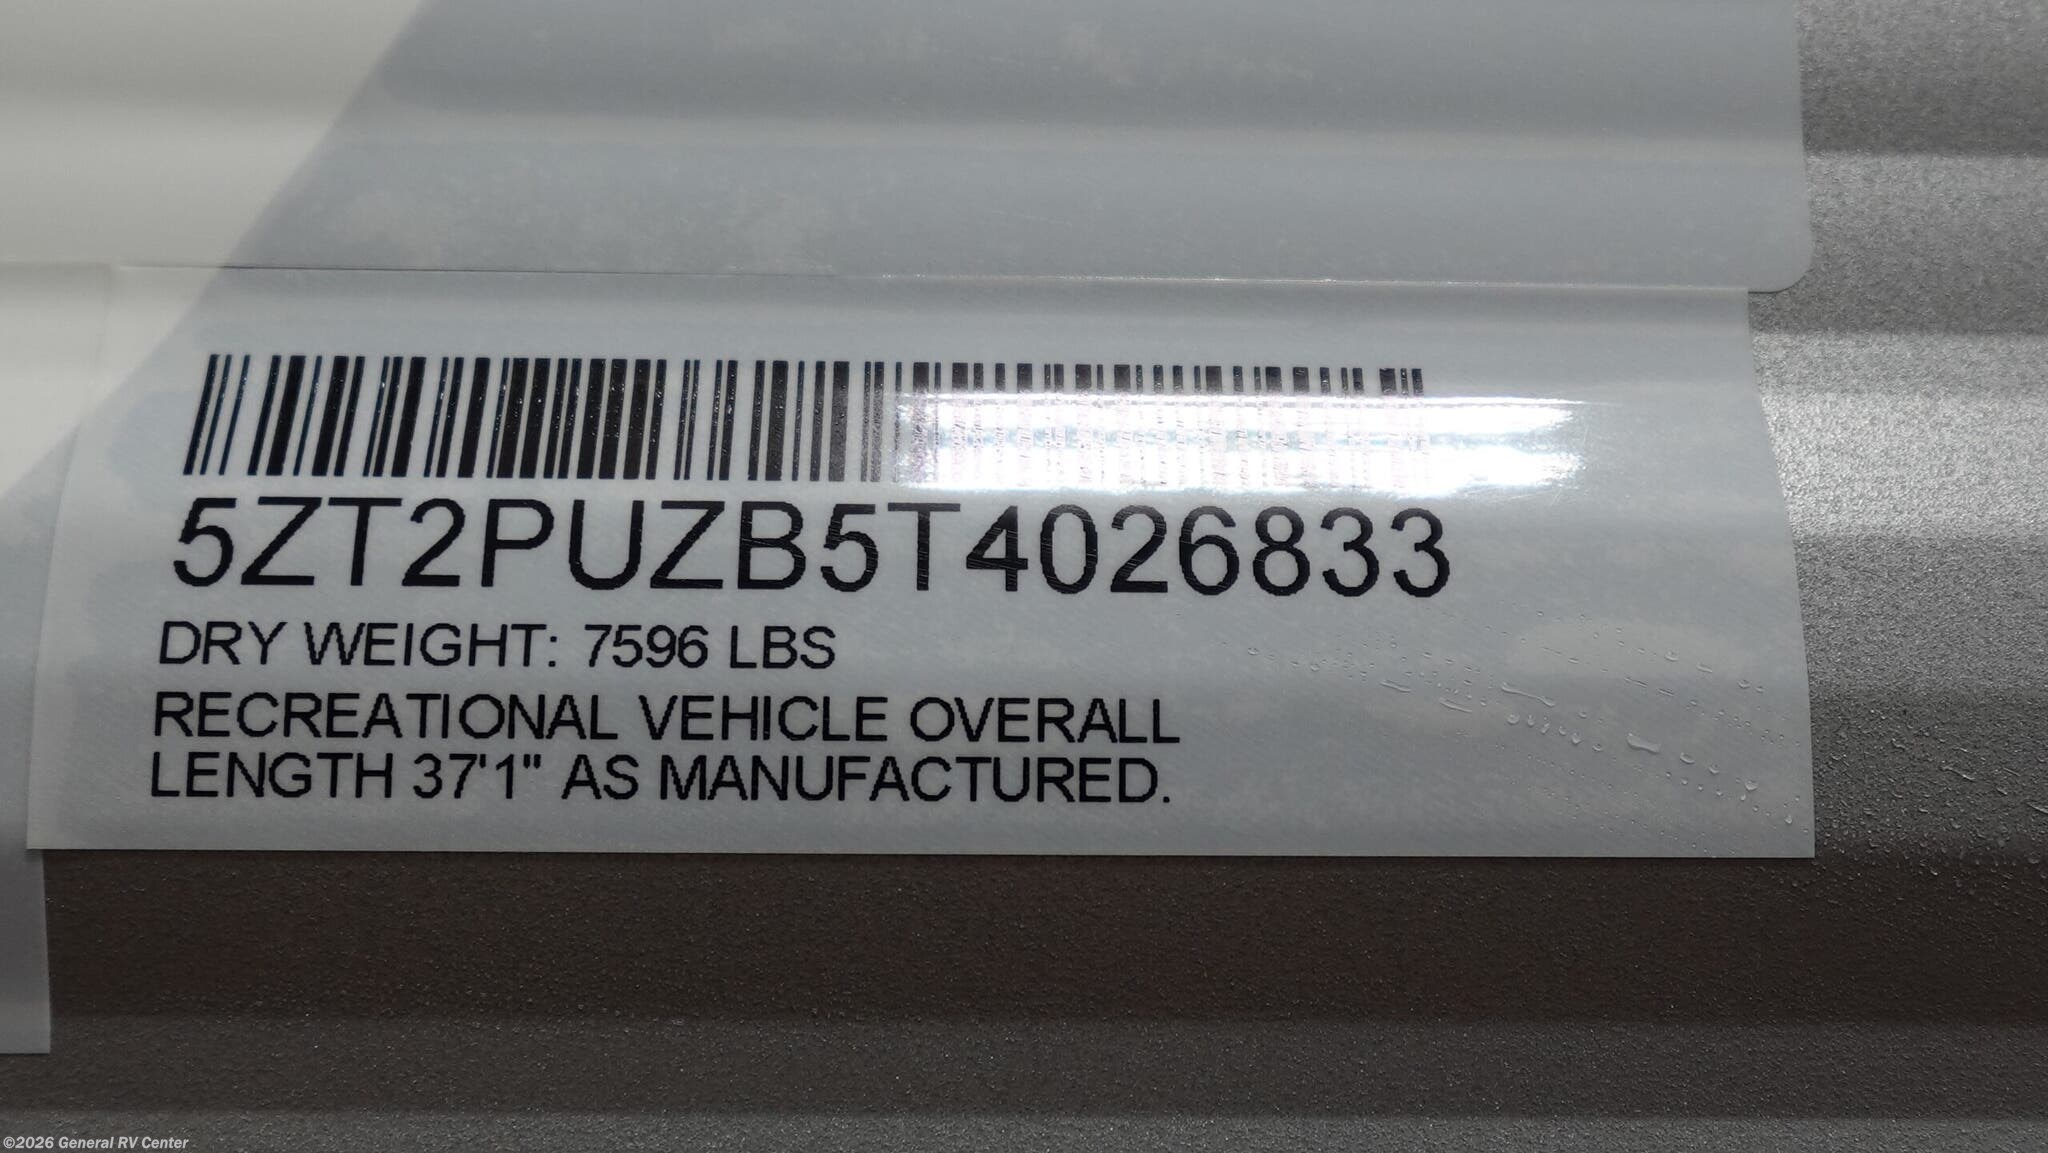 5ZT2PUZB5T4026833
DRY WEIGHT: 7596 LBS
RECREATIONAL VEHICLE OVERALL
LENGTH 37'1" AS MANUFACTURED.
©2026 General RV Center